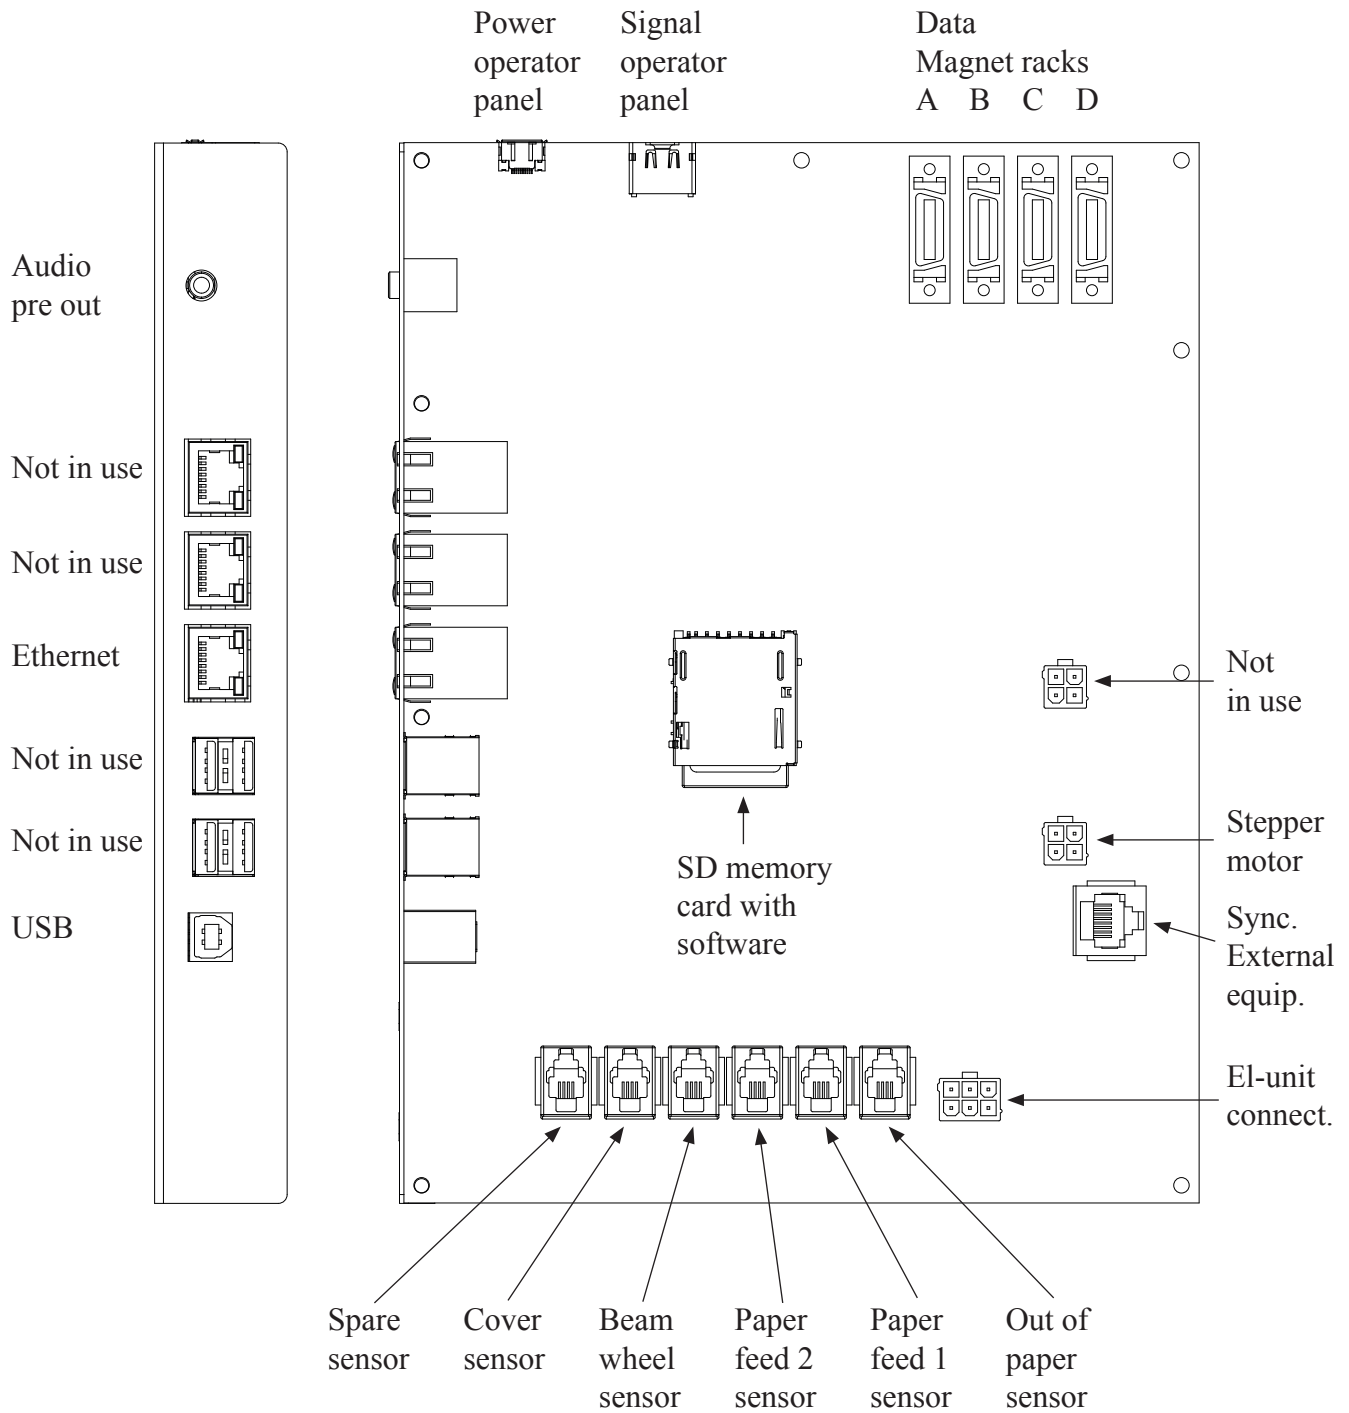 Power
operator
panel
Signal
operator
panel
Data
Magnet racks
A B C D
Audio
pre out
Not in use
Not in use
Ethernet
Not in use
Not in use
USB
SD memory
card with
software
Not
in use
Stepper
motor
Sync.
External
equip.
El-unit
connect.
Spare
sensor
Cover
sensor
Beam
wheel
sensor
Paper
feed 2
sensor
Paper
feed 1
sensor
Out of
paper
sensor